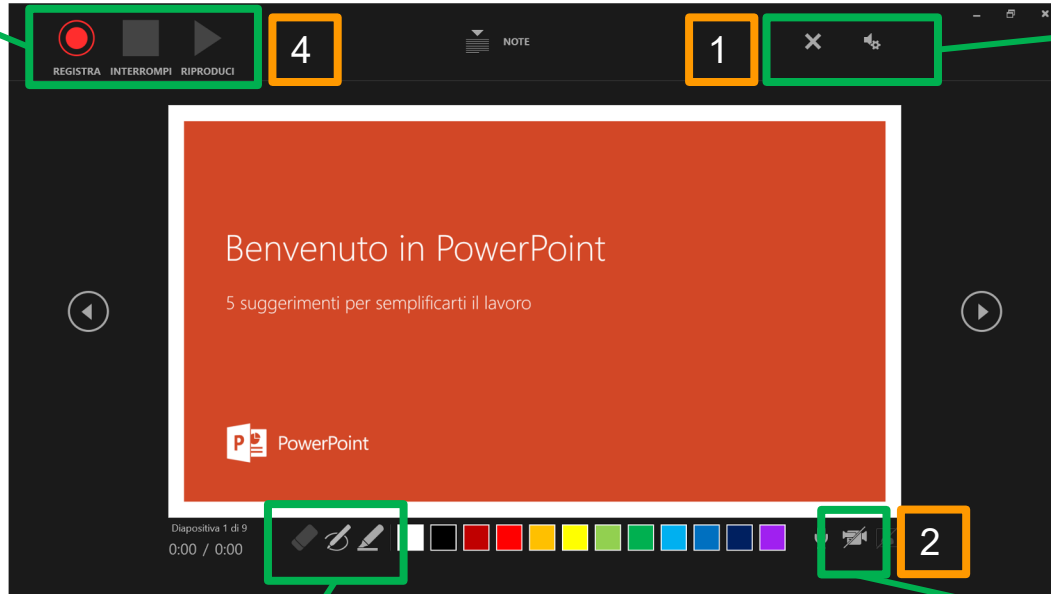 4
NOTE
1
REGISTRA INTERROMPI RIPRODUCI
Benvenuto in PowerPoint
5 suggerimenti per semplificarti il lavoro
P PowerPoint
Diapositiva 1 di 9
0:00 / 0:00
2